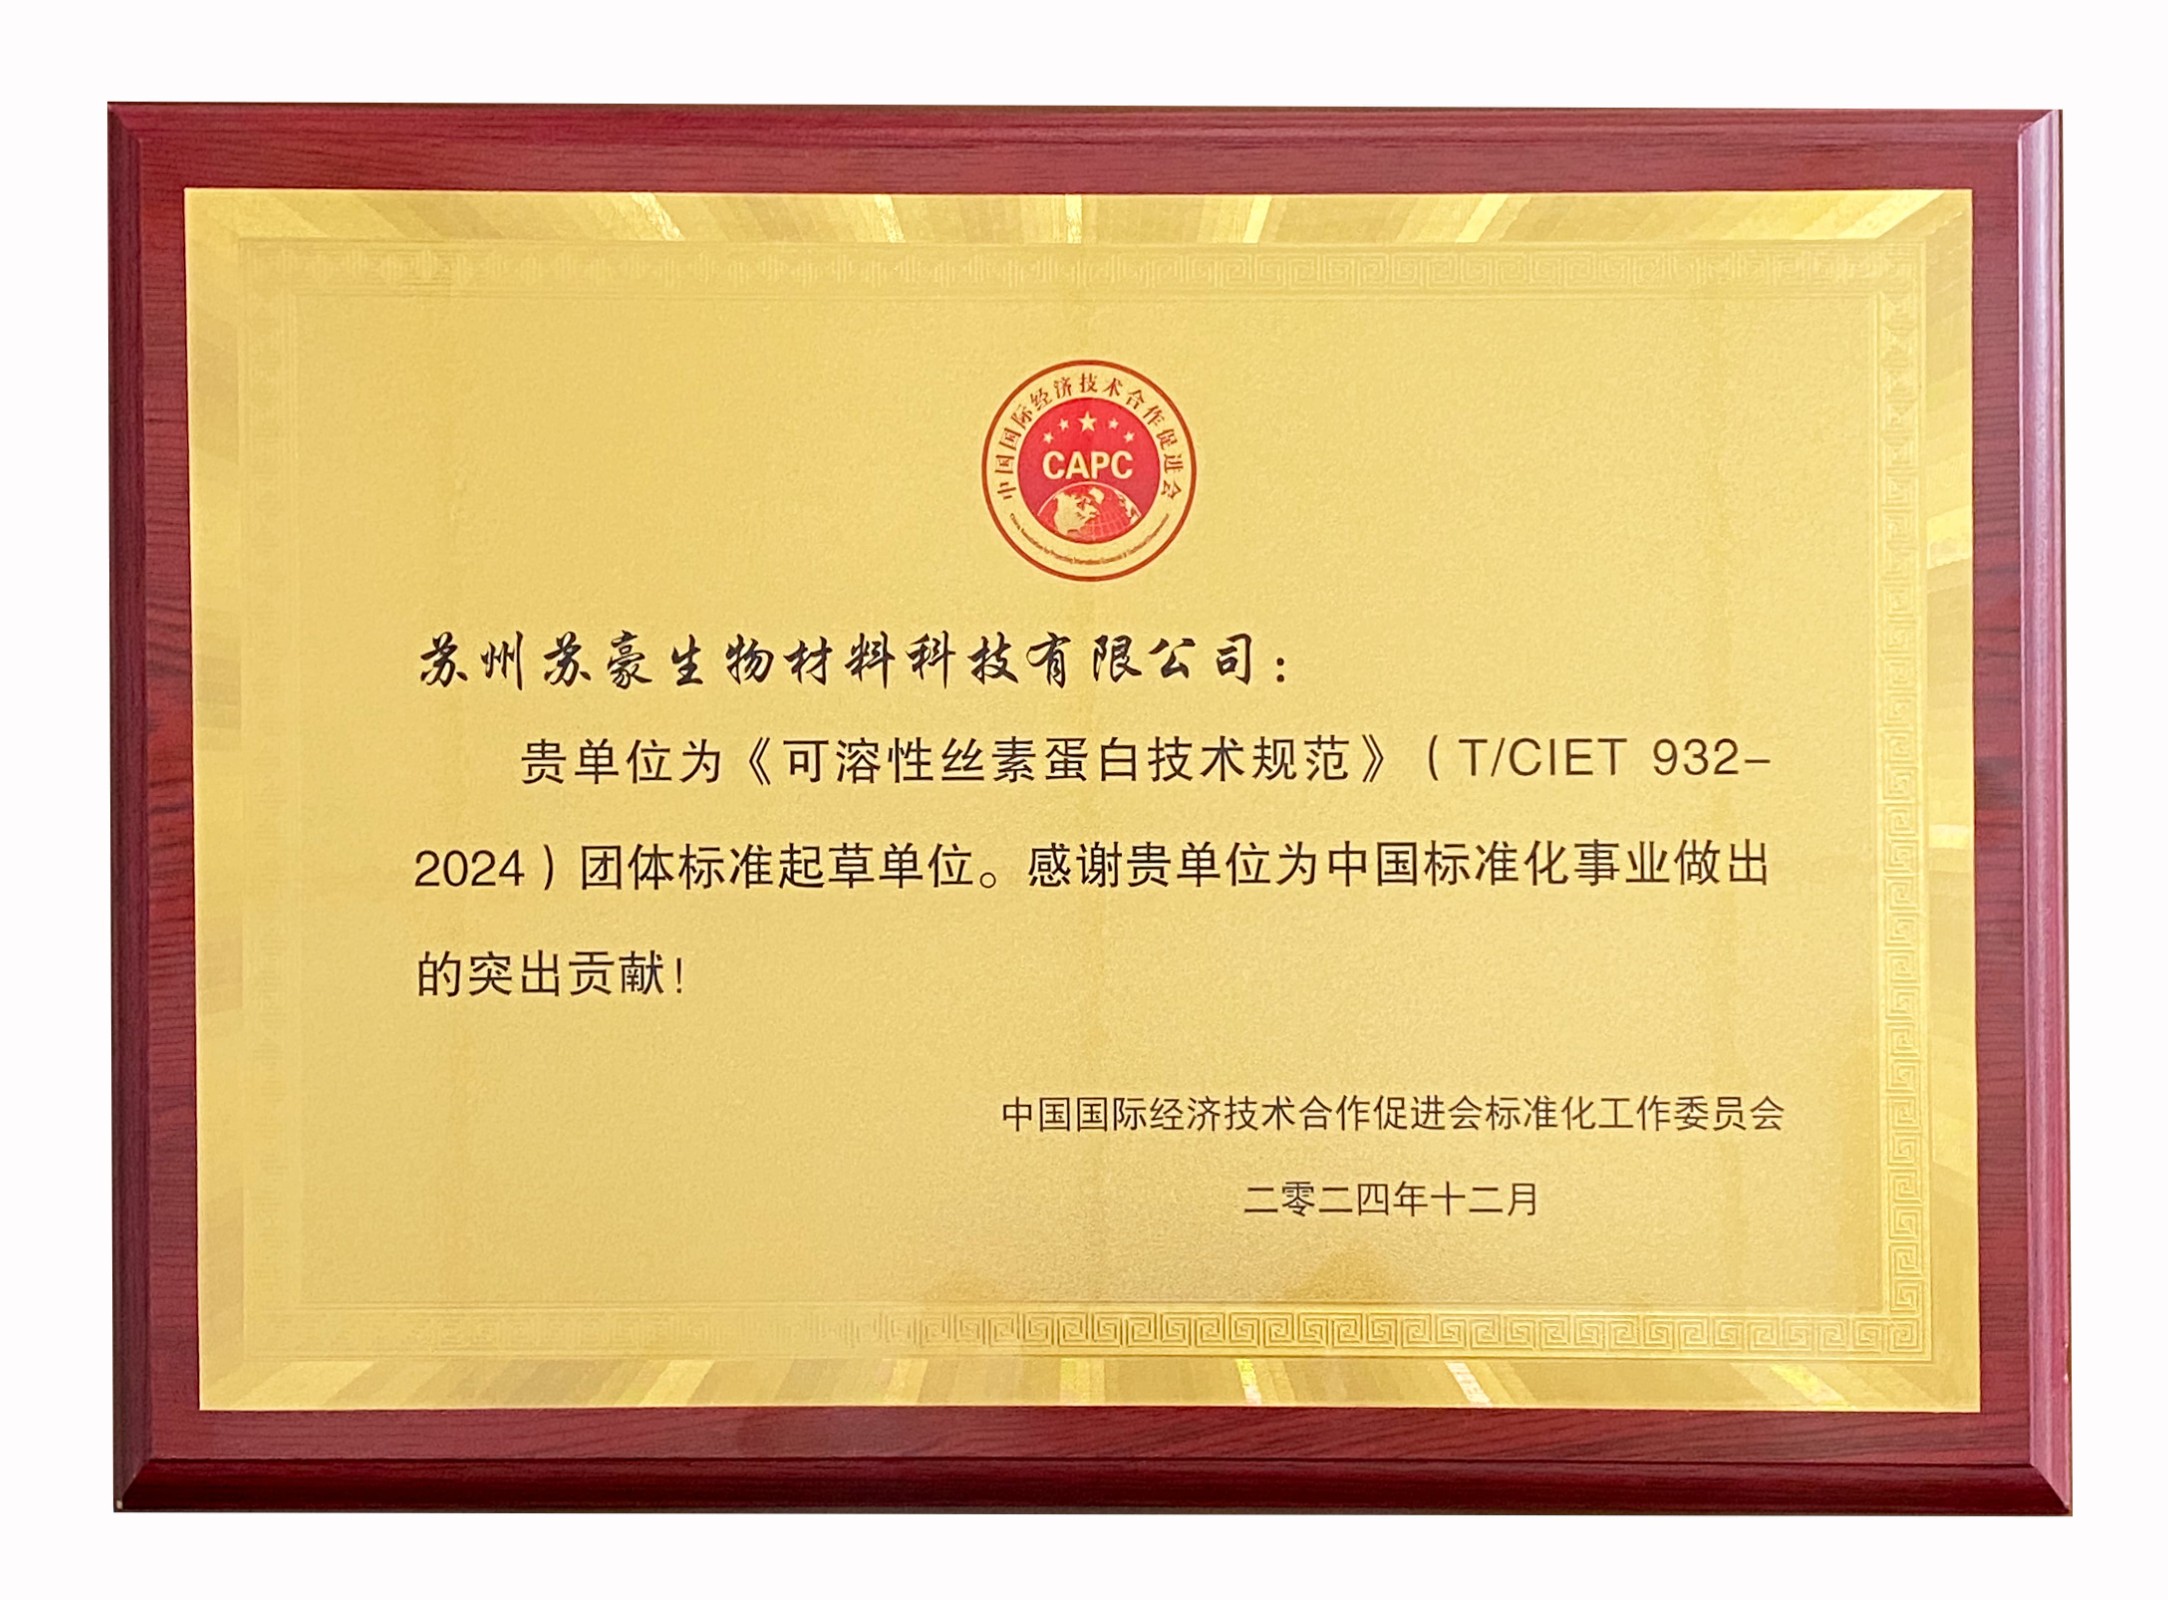 中国国际经济技术合作促进会
CAPC
苏州苏豪生物材料科技有限公司：
贵单位为《可溶性丝素蛋白技术规范》（T/CIET 932-
2024）团体标准起草单位。感谢贵单位为中国标准化事业做出
的突出贡献！
中国国际经济技术合作促进会标准化工作委员会
二零二四年十二月